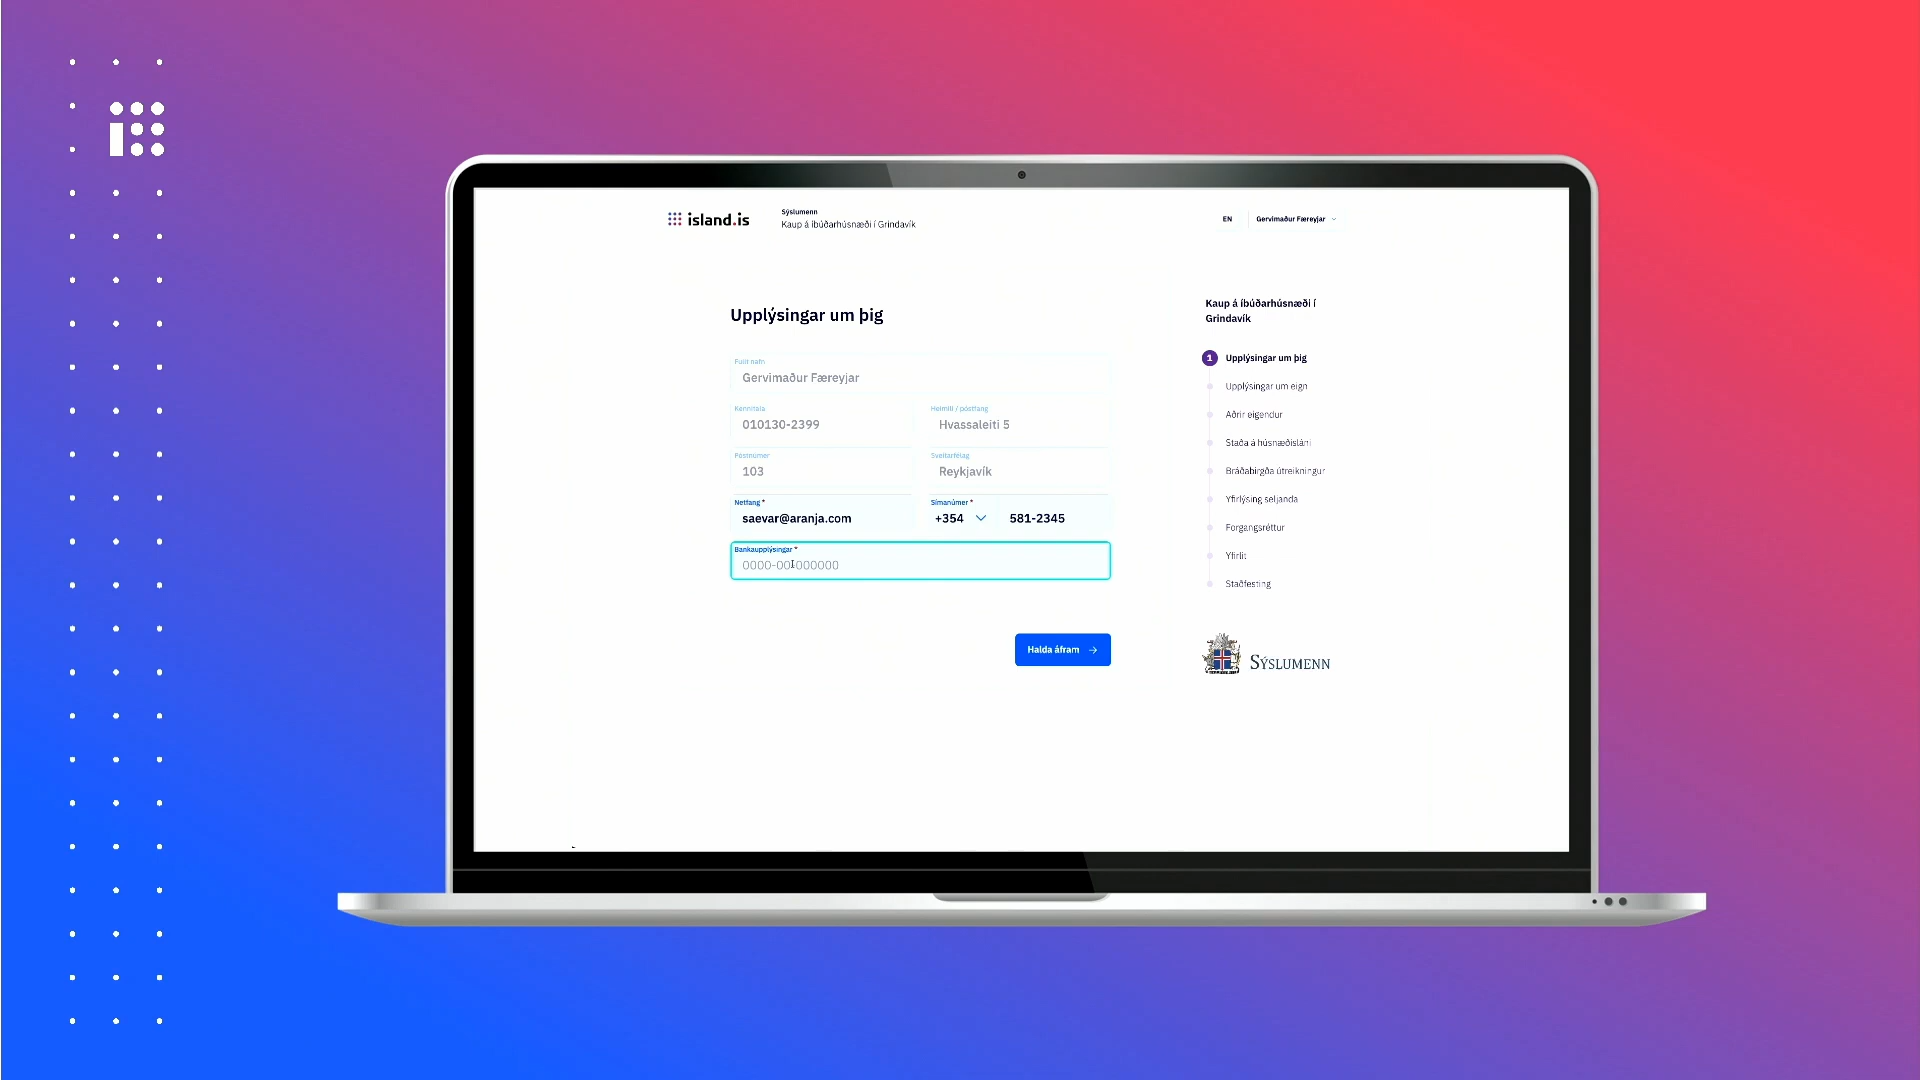 island.is
Sýslumenn
Kaup á íbúðarhúsnæði í Grindavík
EN
Gervimaður Færeyjar
Upplýsingar um þig
Fullt nafn
Gervimaður Færeyjar
Kennitala
010130-2399
Heimili / póstfang
Hvassaleiti 5
Póstnúmer
103
Sveitarfélag
Reykjavík
Netfang *
saevar@aranja.com
Símanúmer *
+354 581-2345
Bankaupplýsingar *
0000-00-000000
Halda áfram
Kaup á íbúðarhúsnæði í
Grindavík
1 Upplýsingar um þig
Upplýsingar um eign
Aðrir eigendur
Staða á húsnæðisláni
Bráðabirgða útreikningur
Yfirlýsing seljanda
Forgangsréttur
Yfirlit
Staðfesting
SÝSLUMENN